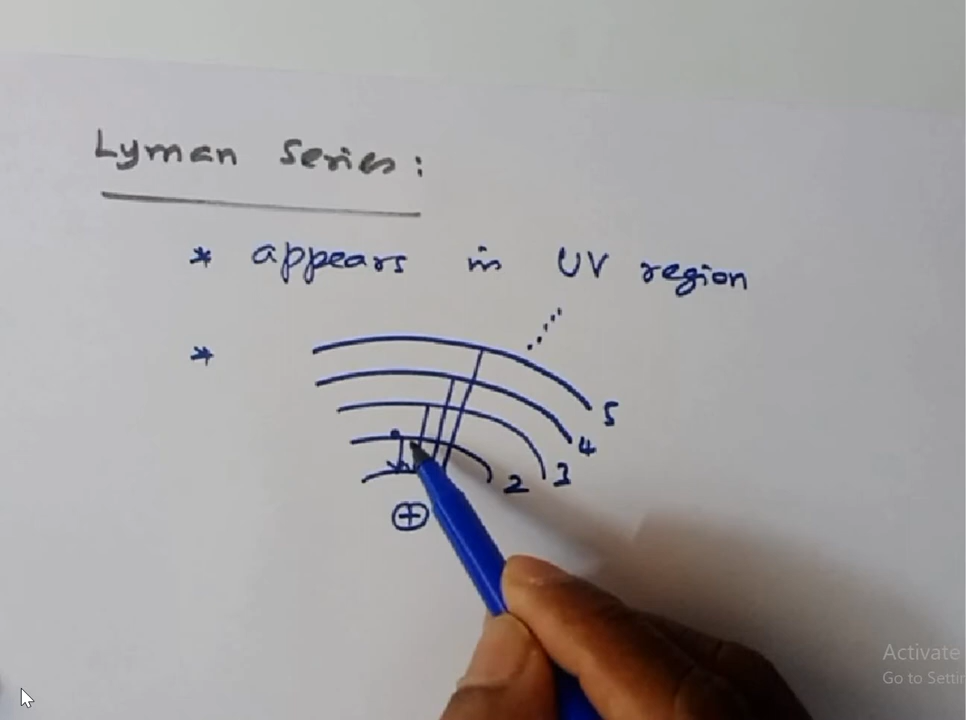 Lyman Series:
* appears in UV region
*
5
4
3
2
+
Activate
Go to Settin